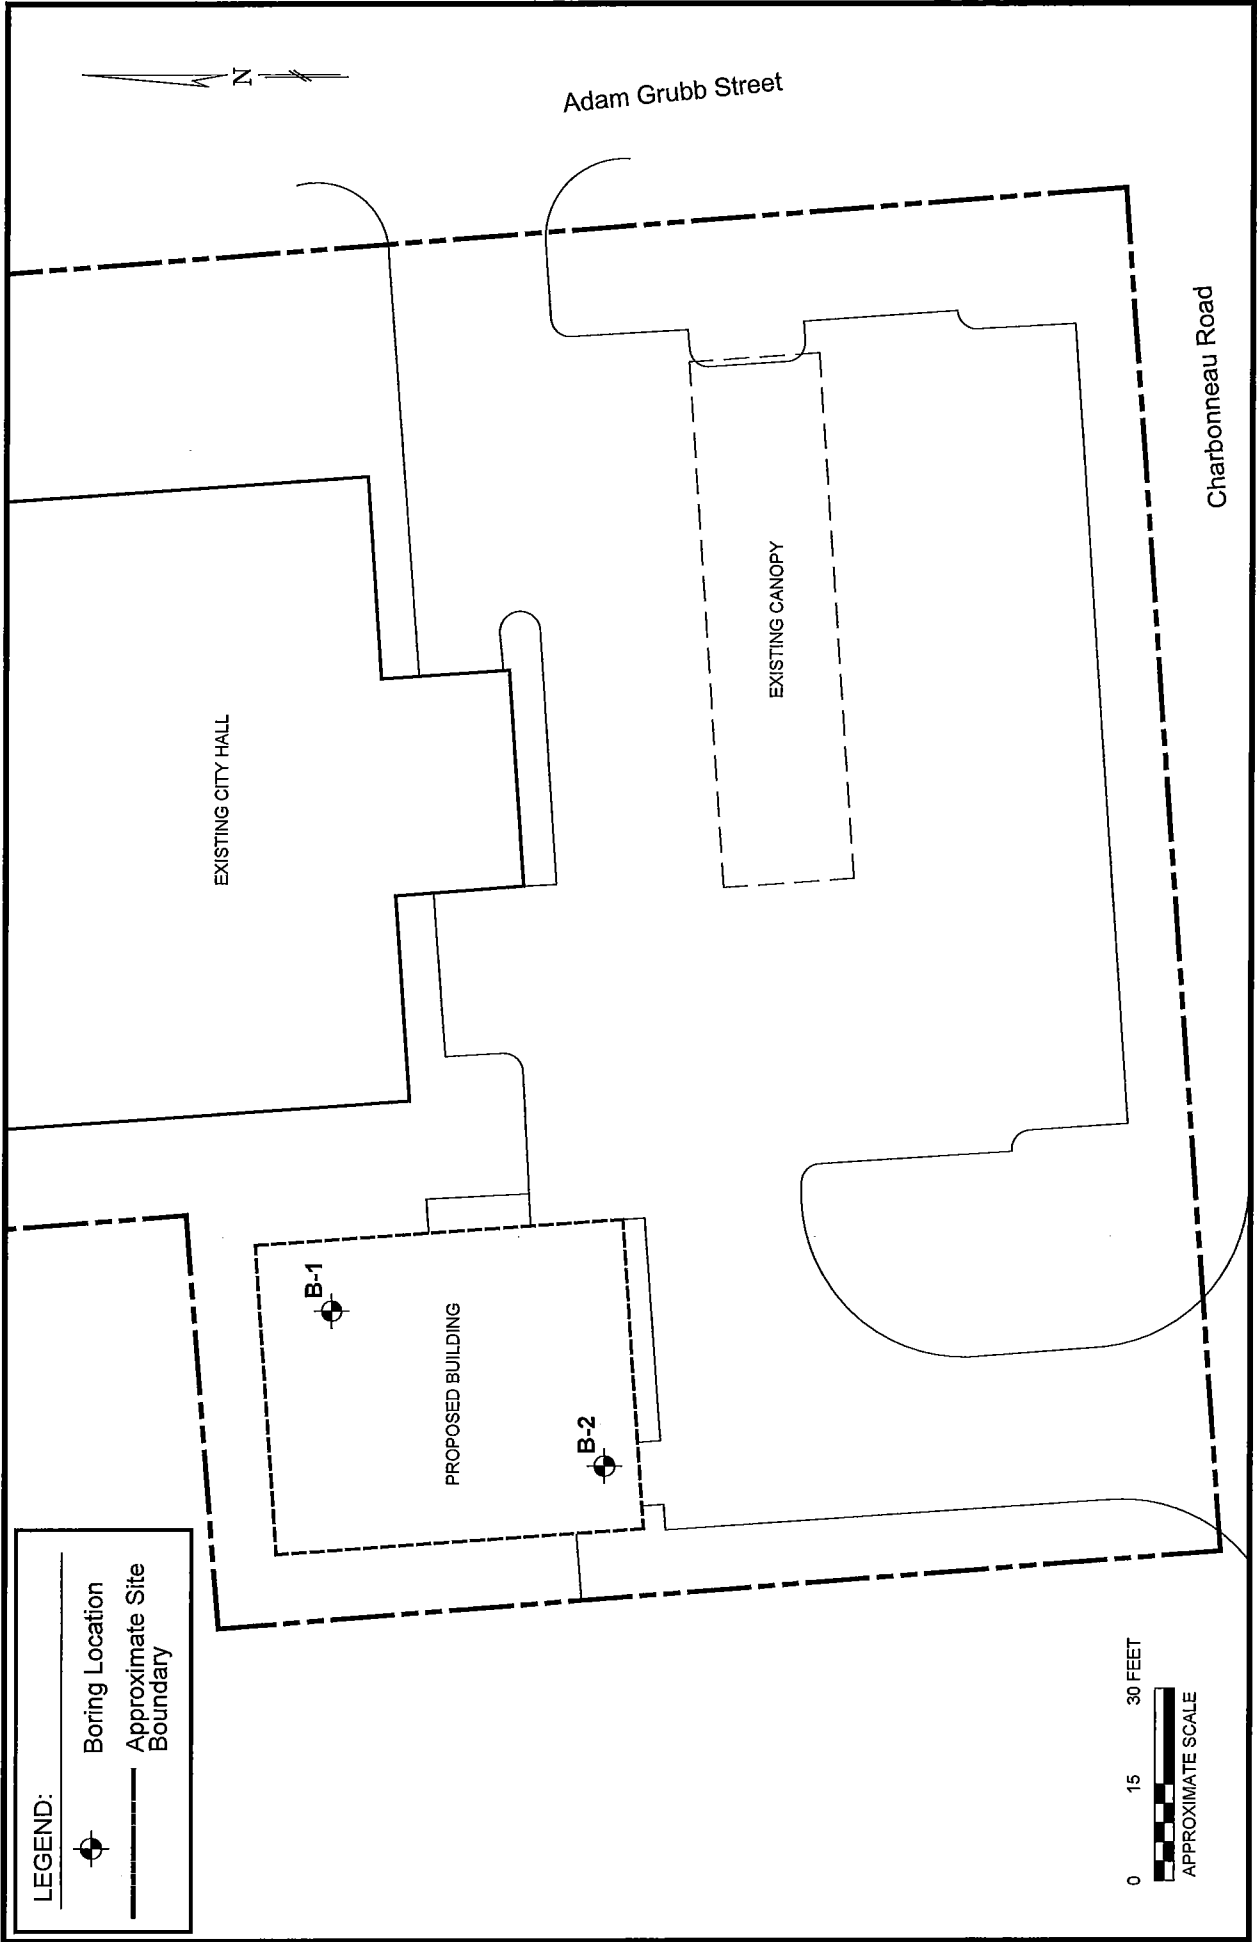 LEGEND:
Boring Location
Approximate Site
Boundary
N
Adam Grubb Street
EXISTING CITY HALL
B-1
PROPOSED BUILDING
B-2
EXISTING CANOPY
Charbonneau Road
0 15 30 FEET
APPROXIMATE SCALE